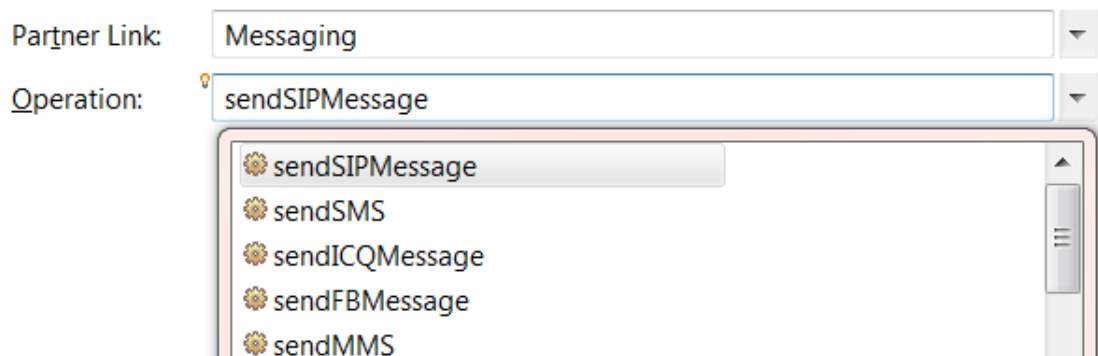 Partner Link: Messaging
Operation: sendSIPMessage
sendSIPMessage
sendSMS
sendICQMessage
sendFBMessage
sendMMS